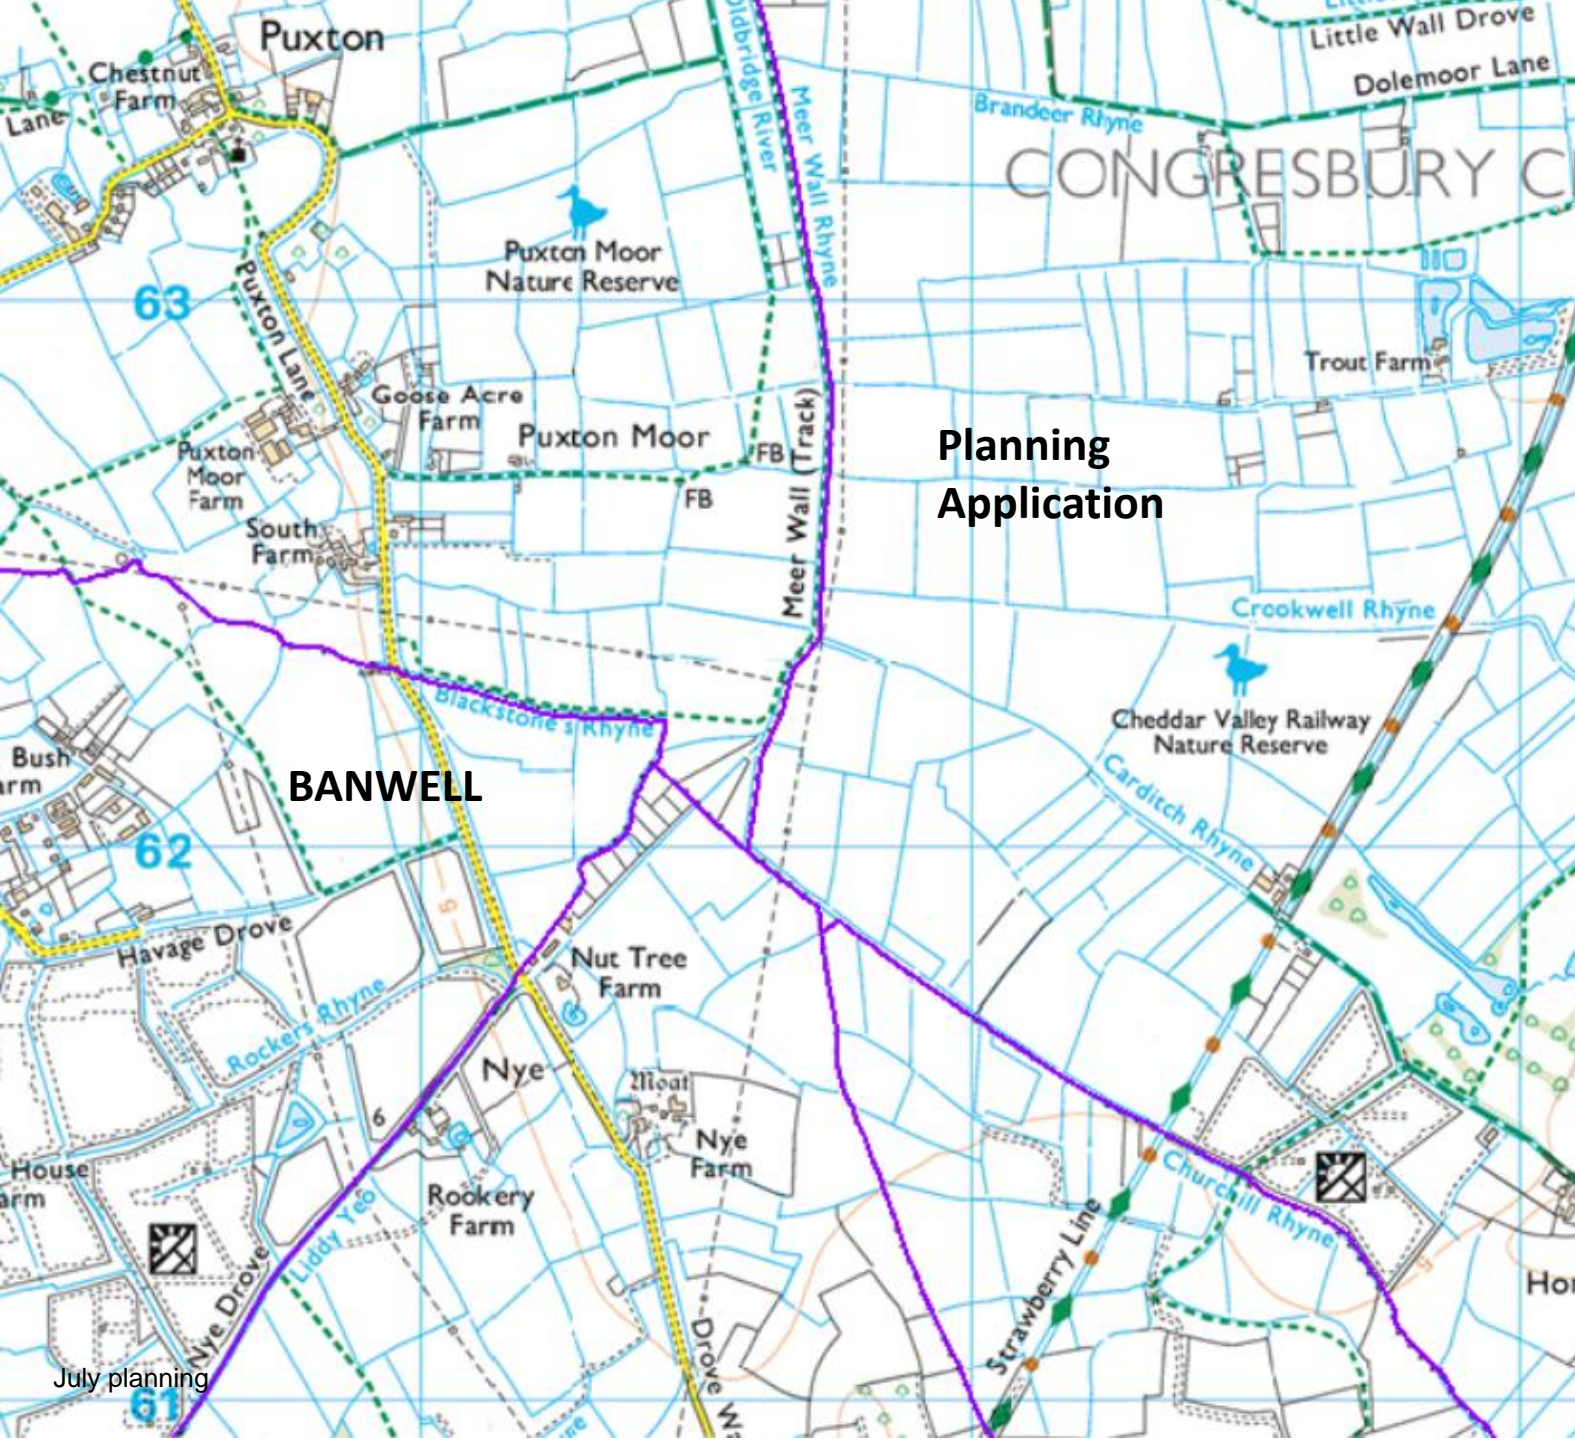 Puxton
Little Wall Drove
Chestnut
Farm
Lane
Dolemoor Lane
Oldbridge River
Meer Wall Rhyne
Brandeer Rhyne
CONGRESBURY C
Puxton Moor
Nature Reserve
63
Puxton Lane
Trout Farm
Goose Acre
Farm
Puxton Moor
FB
FB
Meer Wall (Track)
Planning
Application
Puxton
Moor
Farm
South
Farm
Crookwell Rhyne
Blackstone's Rhyne
Cheddar Valley Railway
Nature Reserve
Bush
arm
BANWELL
Carditch Rhyne
62
5
Havage Drove
Nut Tree
Farm
Rockers Rhyne
Nye
Moat
6
Nye
Farm
House
arm
Rookery
Farm
Liddy Yeo
Churchill Rhyne
Strawberry Line
5
Hor
Nye Drove
Drove Wa
July planning
61